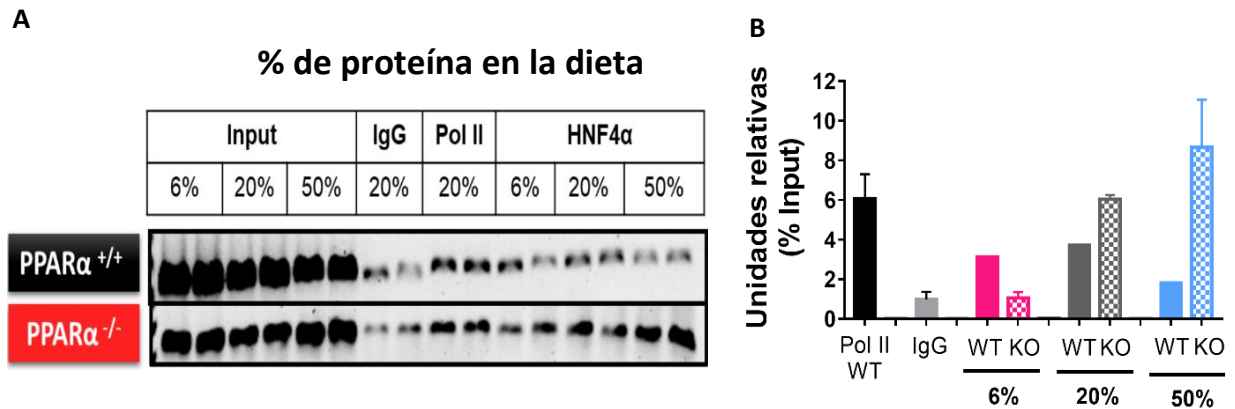 A
% de proteína en la dieta
Input IgG Pol II HNF4α
6% 20% 50% 20% 20% 6% 20% 50%
PPARα +/+
PPARα -/-
B
Unidades relativas
(% Input)
12
10
8
6
4
2
0
Pol II IgG WT KO WT KO WT KO
WT
6% 20% 50%